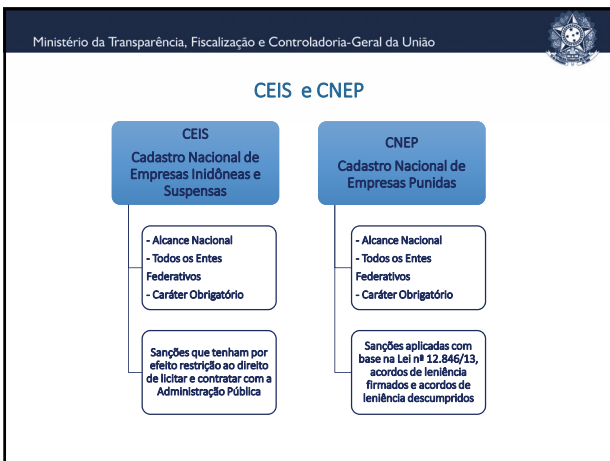 Ministério da Transparência, Fiscalização e Controladoria-Geral da União
CEIS e CNEP
CEIS
Cadastro Nacional de
Empresas Inidôneas e
Suspensas
- Alcance Nacional
- Todos os Entes
Federativos
- Caráter Obrigatório
Sanções que tenham por
efeito restrição ao direito
de licitar e contratar com a
Administração Pública
CNEP
Cadastro Nacional de
Empresas Punidas
- Alcance Nacional
- Todos os Entes
Federativos
- Caráter Obrigatório
Sanções aplicadas com
base na Lei nº 12.846/13,
acordos de leniência
firmados e acordos de
leniência descumpridos